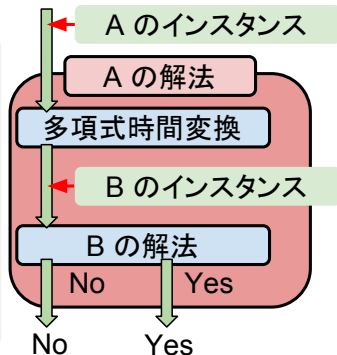 A のインスタンス
A の解法
多項式時間変換
B のインスタンス
B の解法
No Yes
No Yes